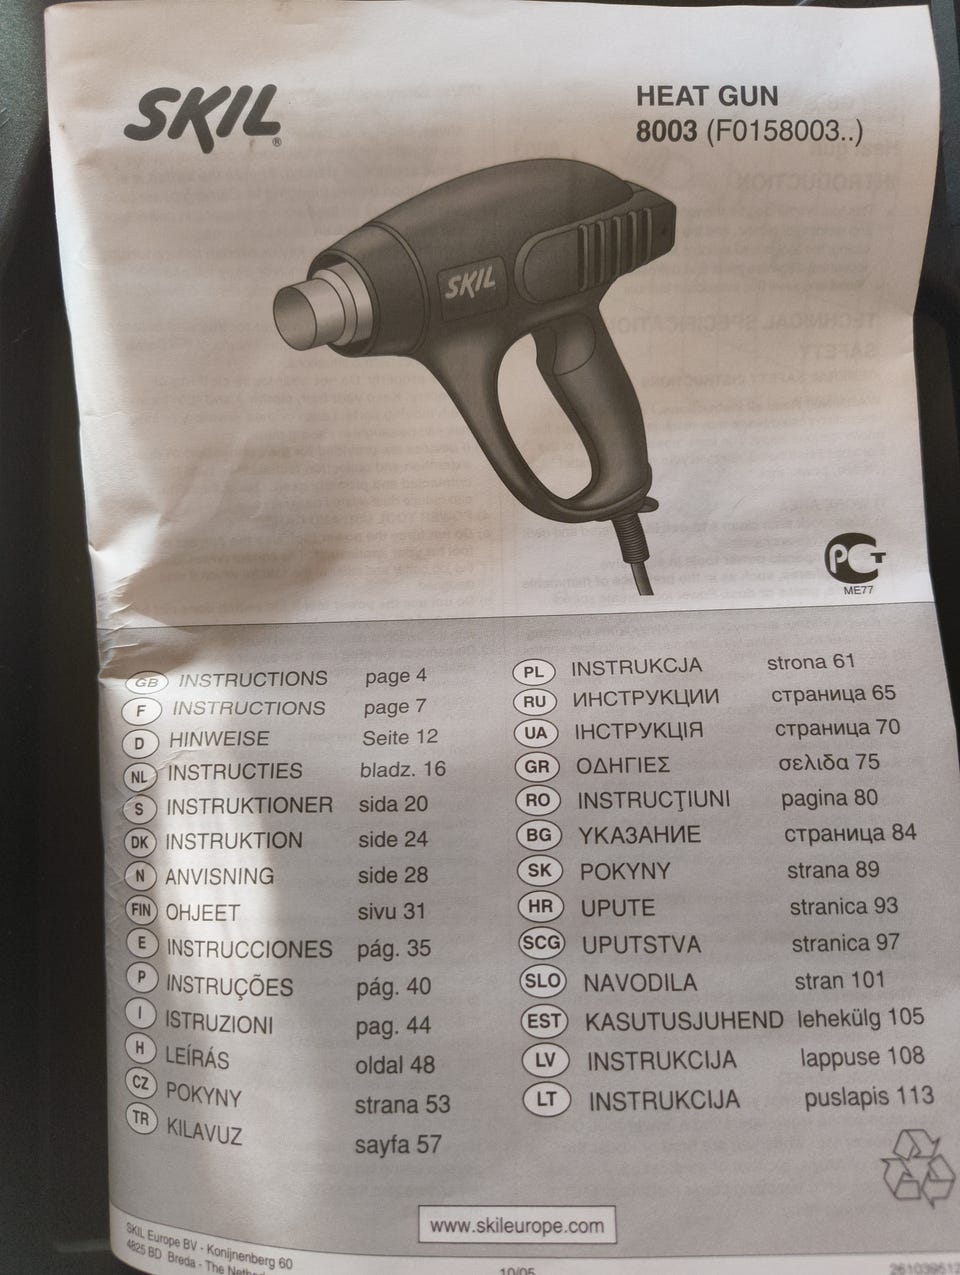 SKIL®
HEAT GUN
8003 (F0158003..)
SKIL
PCT
ME77
GB INSTRUCTIONS page 4
F INSTRUCTIONS page 7
D HINWEISE Seite 12
NL INSTRUCTIES bladz. 16
S INSTRUKTIONER sida 20
DK INSTRUKTION side 24
N ANVISNING side 28
FIN OHJEET sivu 31
E INSTRUCCIONES pág. 35
P INSTRUÇÕES pág. 40
I ISTRUZIONI pag. 44
H LEÍRÁS oldal 48
CZ POKYNY strana 53
TR KILAVUZ sayfa 57
PL INSTRUKCJA strona 61
RU ИНСТРУКЦИИ страница 65
UA ІНСТРУКЦІЯ страница 70
GR ΟΔΗΓΙΕΣ σελιδα 75
RO INSTRUCŢIUNI pagina 80
BG УКАЗАНИЕ страница 84
SK POKYNY strana 89
HR UPUTE stranica 93
SCG UPUTSTVA stranica 97
SLO NAVODILA stran 101
EST KASUTUSJUHEND lehekülg 105
LV INSTRUKCIJA lappuse 108
LT INSTRUKCIJA puslapis 113
www.skileurope.com
SKIL Europe BV - Konijnenberg 60
4825 BD Breda - The
10/05